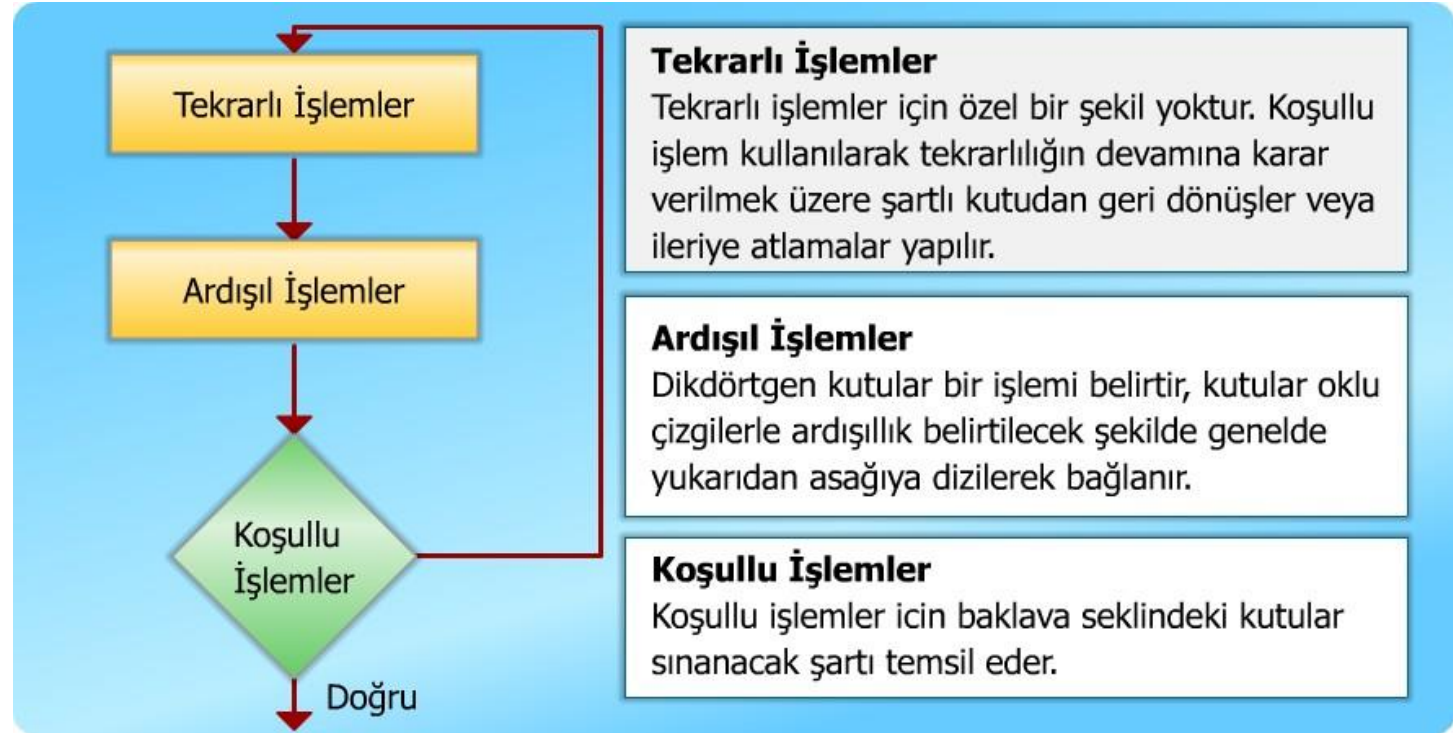 Tekrarlı İşlemler
Ardışıl İşlemler
Koşullu
İşlemler
Doğru
Tekrarlı İşlemler
Tekrarlı işlemler için özel bir şekil yoktur. Koşullu
işlem kullanılarak tekrarlılığın devamına karar
verilmek üzere şartlı kutudan geri dönüşler veya
ileriye atlamalar yapılır.
Ardışıl İşlemler
Dikdörtgen kutular bir işlemi belirtir, kutular oklu
çizgilerle ardışıllık belirtilecek şekilde genelde
yukarıdan asağıya dizilerek bağlanır.
Koşullu İşlemler
Koşullu işlemler icin baklava seklindeki kutular
sınanacak şartı temsil eder.